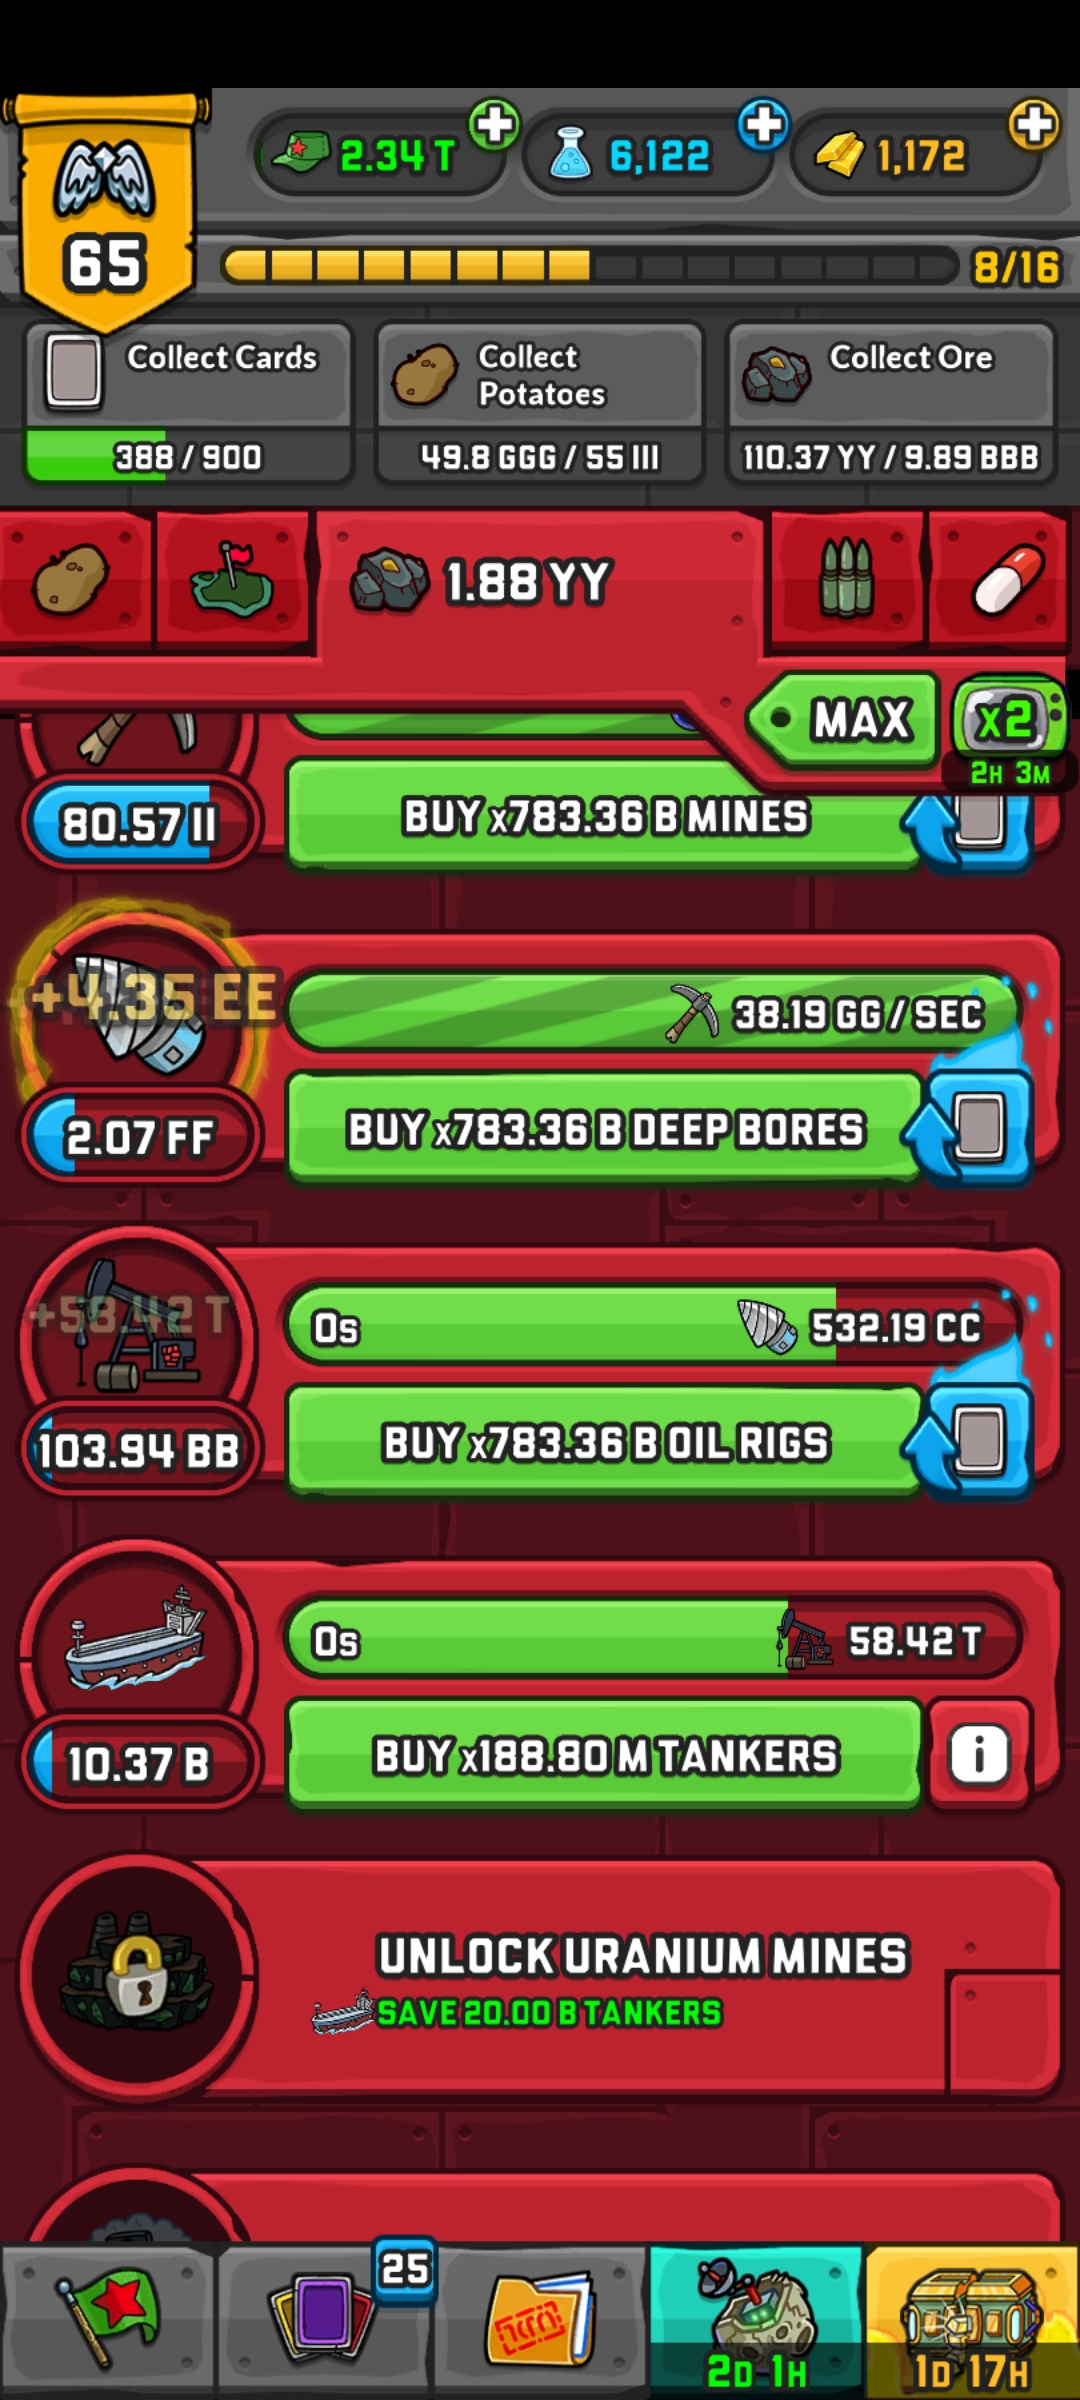 2.34 T
6,122
1,172
65
8/16
Collect Cards
388 / 900
Collect
Potatoes
49.8 GGG / 55 III
Collect Ore
110.37 YY / 9.89 BBB
1.88 YY
MAX
x2
2H 3M
80.57 II
BUY x783.36 B MINES
+4.35 EE
38.19 GG / SEC
2.07 FF
BUY x783.36 B DEEP BORES
+58.42 T
0s
532.19 CC
103.94 BB
BUY x783.36 B OIL RIGS
0s
58.42 T
10.37 B
BUY x188.80 M TANKERS
i
UNLOCK URANIUM MINES
SAVE 20.00 B TANKERS
25
2D 1H
1D 17H